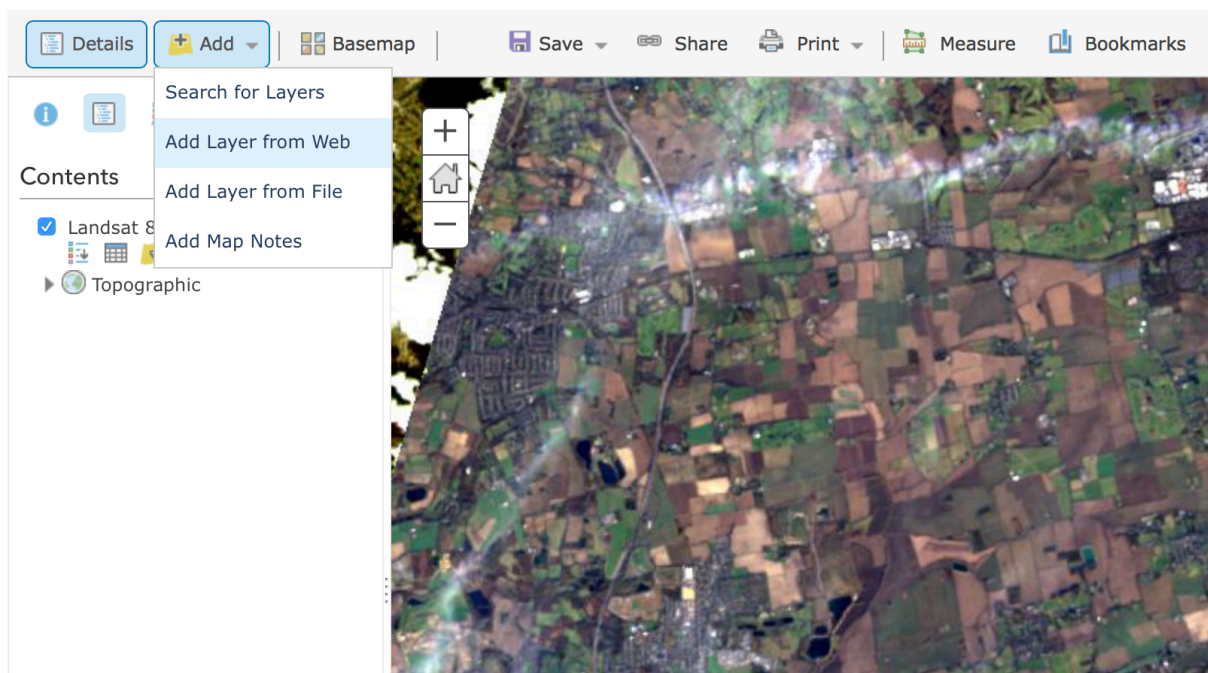 Details Add Basemap Save Share Print Measure Bookmarks
Search for Layers
Add Layer from Web
Contents
Add Layer from File
Landsat 8
Add Map Notes
Topographic